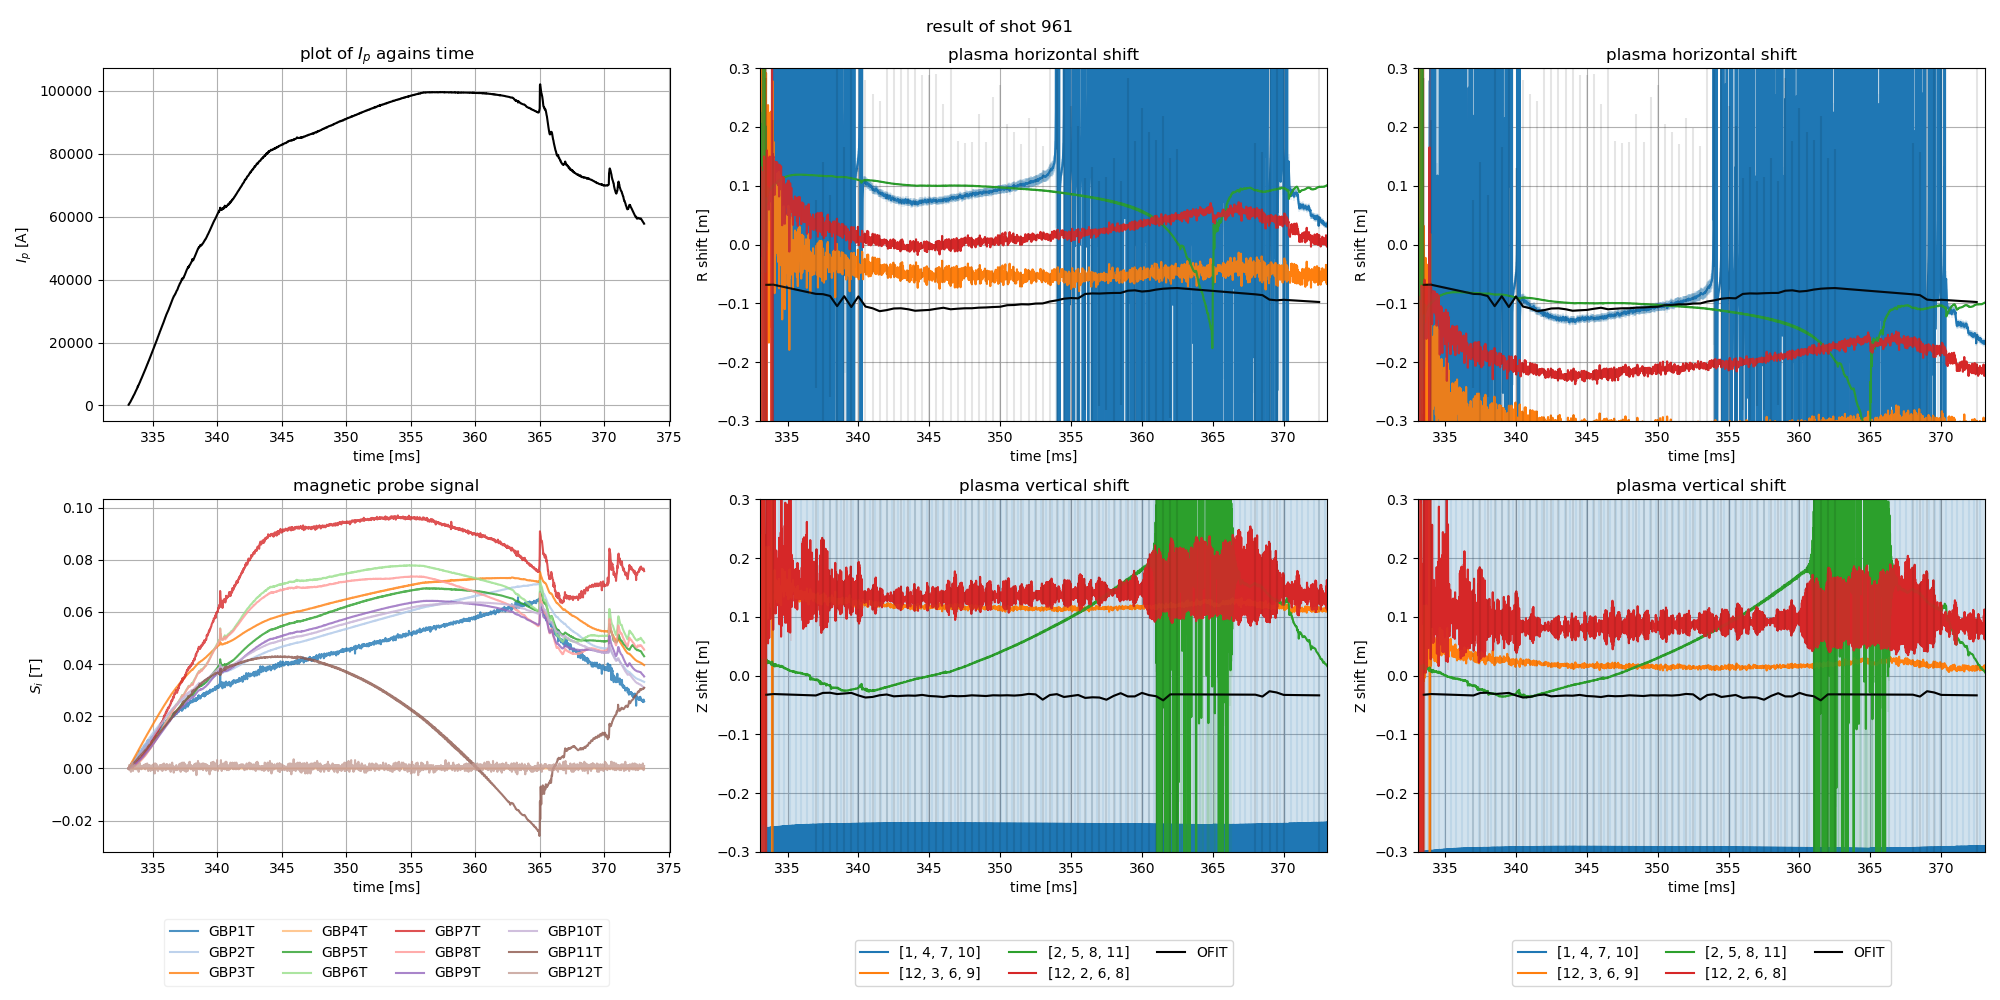 result of shot 961
plot of Ip agains time
plasma horizontal shift
plasma horizontal shift
100000
80000
60000
40000
20000
0
Ip [A]
335 340 345 350 355 360 365 370 375
time [ms]
0.3
0.2
0.1
0.0
−0.1
−0.2
−0.3
R shift [m]
335 340 345 350 355 360 365 370
time [ms]
0.3
0.2
0.1
0.0
−0.1
−0.2
−0.3
R shift [m]
335 340 345 350 355 360 365 370
time [ms]
magnetic probe signal
plasma vertical shift
plasma vertical shift
0.10
0.08
0.06
0.04
0.02
0.00
−0.02
Si [T]
335 340 345 350 355 360 365 370 375
time [ms]
0.3
0.2
0.1
0.0
−0.1
−0.2
−0.3
Z shift [m]
335 340 345 350 355 360 365 370
time [ms]
0.3
0.2
0.1
0.0
−0.1
−0.2
−0.3
Z shift [m]
335 340 345 350 355 360 365 370
time [ms]
GBP1T GBP4T GBP7T GBP10T
GBP2T GBP5T GBP8T GBP11T
GBP3T GBP6T GBP9T GBP12T
[1, 4, 7, 10] [2, 5, 8, 11] OFIT
[12, 3, 6, 9] [12, 2, 6, 8]
[1, 4, 7, 10] [2, 5, 8, 11] OFIT
[12, 3, 6, 9] [12, 2, 6, 8]